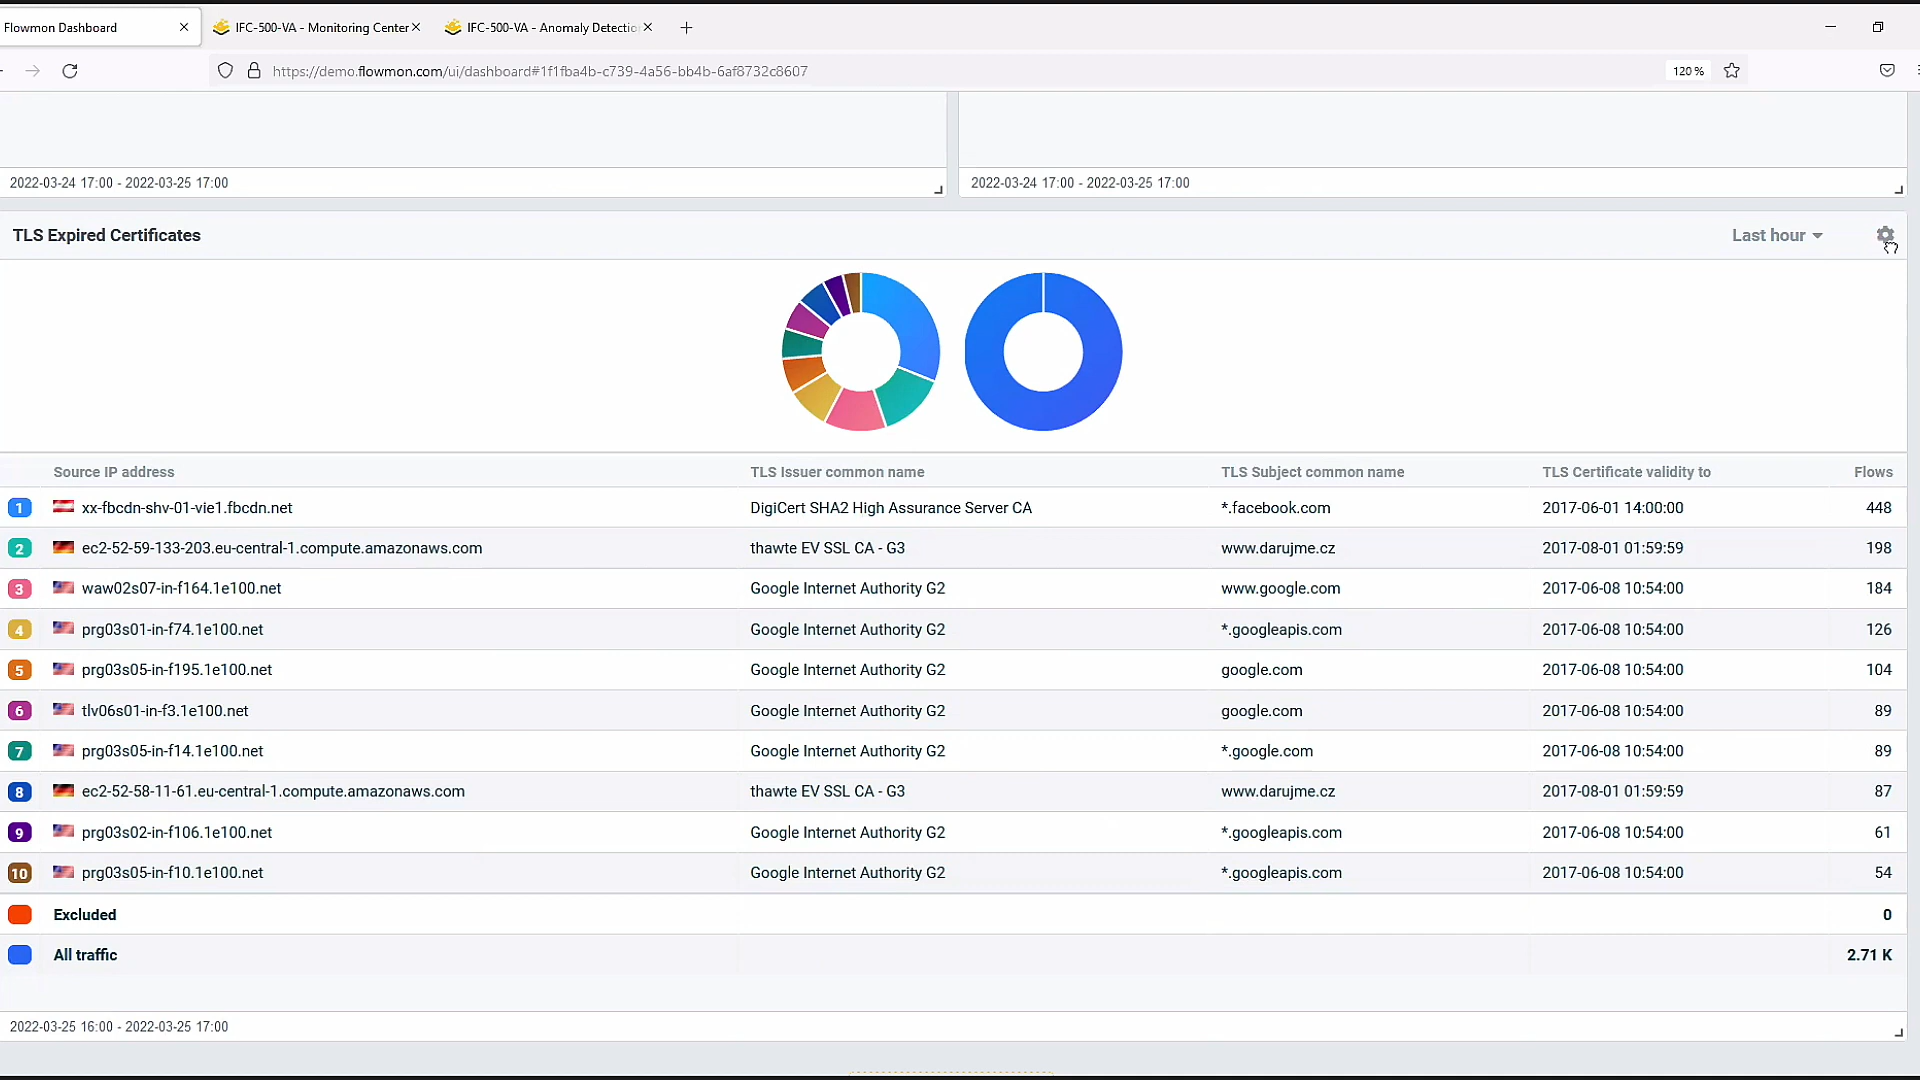 Flowmon Dashboard
IFC-500-VA - Monitoring Center
IFC-500-VA - Anomaly Detectio
https://demo.flowmon.com/ui/dashboard#1f1fba4b-c739-4a56-bb4b-6af8732c8607
120 %
2022-03-24 17:00 - 2022-03-25 17:00
2022-03-24 17:00 - 2022-03-25 17:00
TLS Expired Certificates
Last hour
Source IP address TLS Issuer common name TLS Subject common name TLS Certificate validity to Flows
1 xx-fbcdn-shv-01-vie1.fbcdn.net DigiCert SHA2 High Assurance Server CA *.facebook.com 2017-06-01 14:00:00 448
2 ec2-52-59-133-203.eu-central-1.compute.amazonaws.com thawte EV SSL CA - G3 www.darujme.cz 2017-08-01 01:59:59 198
3 waw02s07-in-f164.1e100.net Google Internet Authority G2 www.google.com 2017-06-08 10:54:00 184
4 prg03s01-in-f74.1e100.net Google Internet Authority G2 *.googleapis.com 2017-06-08 10:54:00 126
5 prg03s05-in-f195.1e100.net Google Internet Authority G2 google.com 2017-06-08 10:54:00 104
6 tlv06s01-in-f3.1e100.net Google Internet Authority G2 google.com 2017-06-08 10:54:00 89
7 prg03s05-in-f14.1e100.net Google Internet Authority G2 *.google.com 2017-06-08 10:54:00 89
8 ec2-52-58-11-61.eu-central-1.compute.amazonaws.com thawte EV SSL CA - G3 www.darujme.cz 2017-08-01 01:59:59 87
9 prg03s02-in-f106.1e100.net Google Internet Authority G2 *.googleapis.com 2017-06-08 10:54:00 61
10 prg03s05-in-f10.1e100.net Google Internet Authority G2 *.googleapis.com 2017-06-08 10:54:00 54
Excluded 0
All traffic 2.71 K
2022-03-25 16:00 - 2022-03-25 17:00